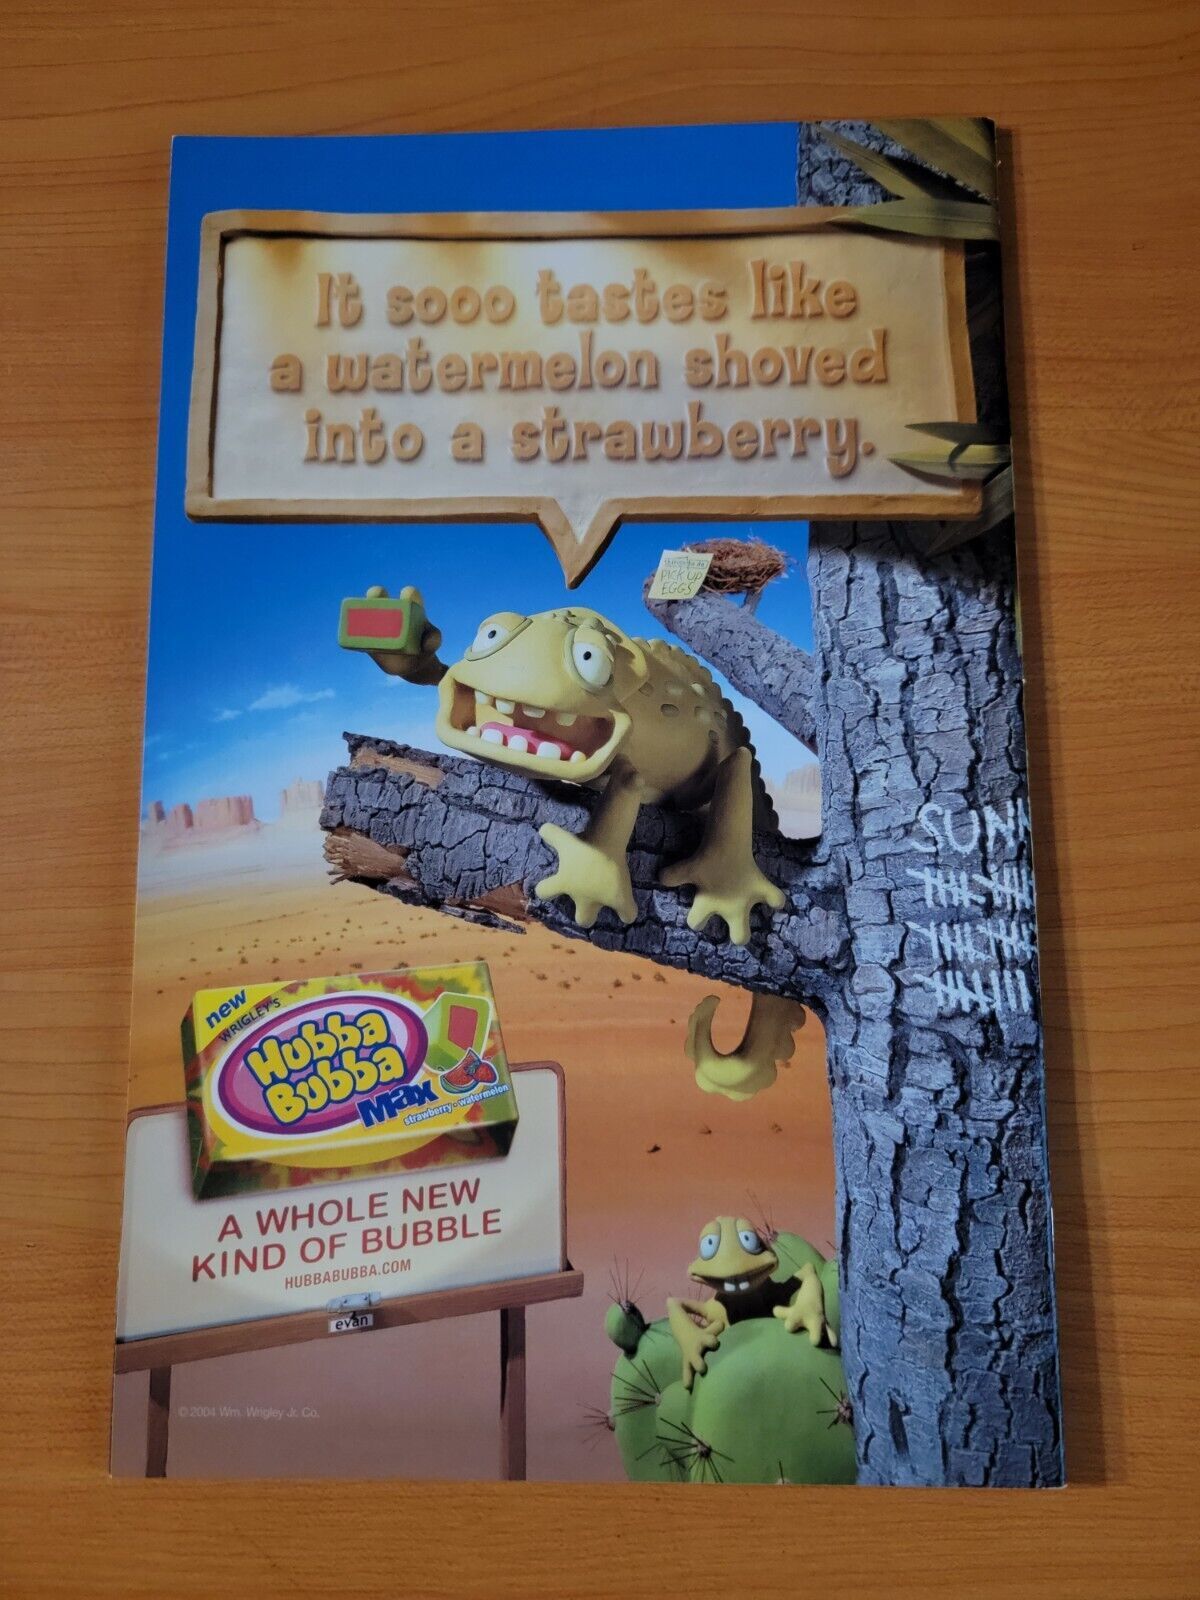 It sooo tastes like
a watermelon shoved
into a strawberry.
PICK UP
EGGS
SUN
new
WRIGLEY'S
Hubba
Bubba
Max
strawberry-watermelon
A WHOLE NEW
KIND OF BUBBLE
HUBBABUBBA.COM
evan
© 2004 Wm. Wrigley Jr. Co.